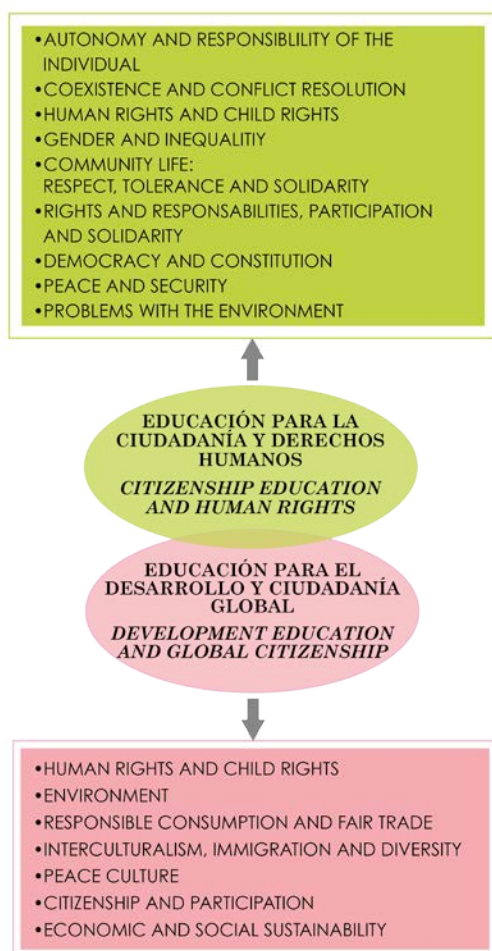 •AUTONOMY AND RESPONSIBLILITY OF THE
INDIVIDUAL
•COEXISTENCE AND CONFLICT RESOLUTION
•HUMAN RIGHTS AND CHILD RIGHTS
•GENDER AND INEQUALITIY
•COMMUNITY LIFE:
RESPECT, TOLERANCE AND SOLIDARITY
•RIGHTS AND RESPONSABILITIES, PARTICIPATION
AND SOLIDARITY
•DEMOCRACY AND CONSTITUTION
•PEACE AND SECURITY
•PROBLEMS WITH THE ENVIRONMENT
EDUCACIÓN PARA LA
CIUDADANÍA Y DERECHOS
HUMANOS
CITIZENSHIP EDUCATION
AND HUMAN RIGHTS
EDUCACIÓN PARA EL
DESARROLLO Y CIUDADANÍA
GLOBAL
DEVELOPMENT EDUCATION
AND GLOBAL CITIZENSHIP
•HUMAN RIGHTS AND CHILD RIGHTS
•ENVIRONMENT
•RESPONSIBLE CONSUMPTION AND FAIR TRADE
•INTERCULTURALISM, IMMIGRATION AND DIVERSITY
•PEACE CULTURE
•CITIZENSHIP AND PARTICIPATION
•ECONOMIC AND SOCIAL SUSTAINABILITY